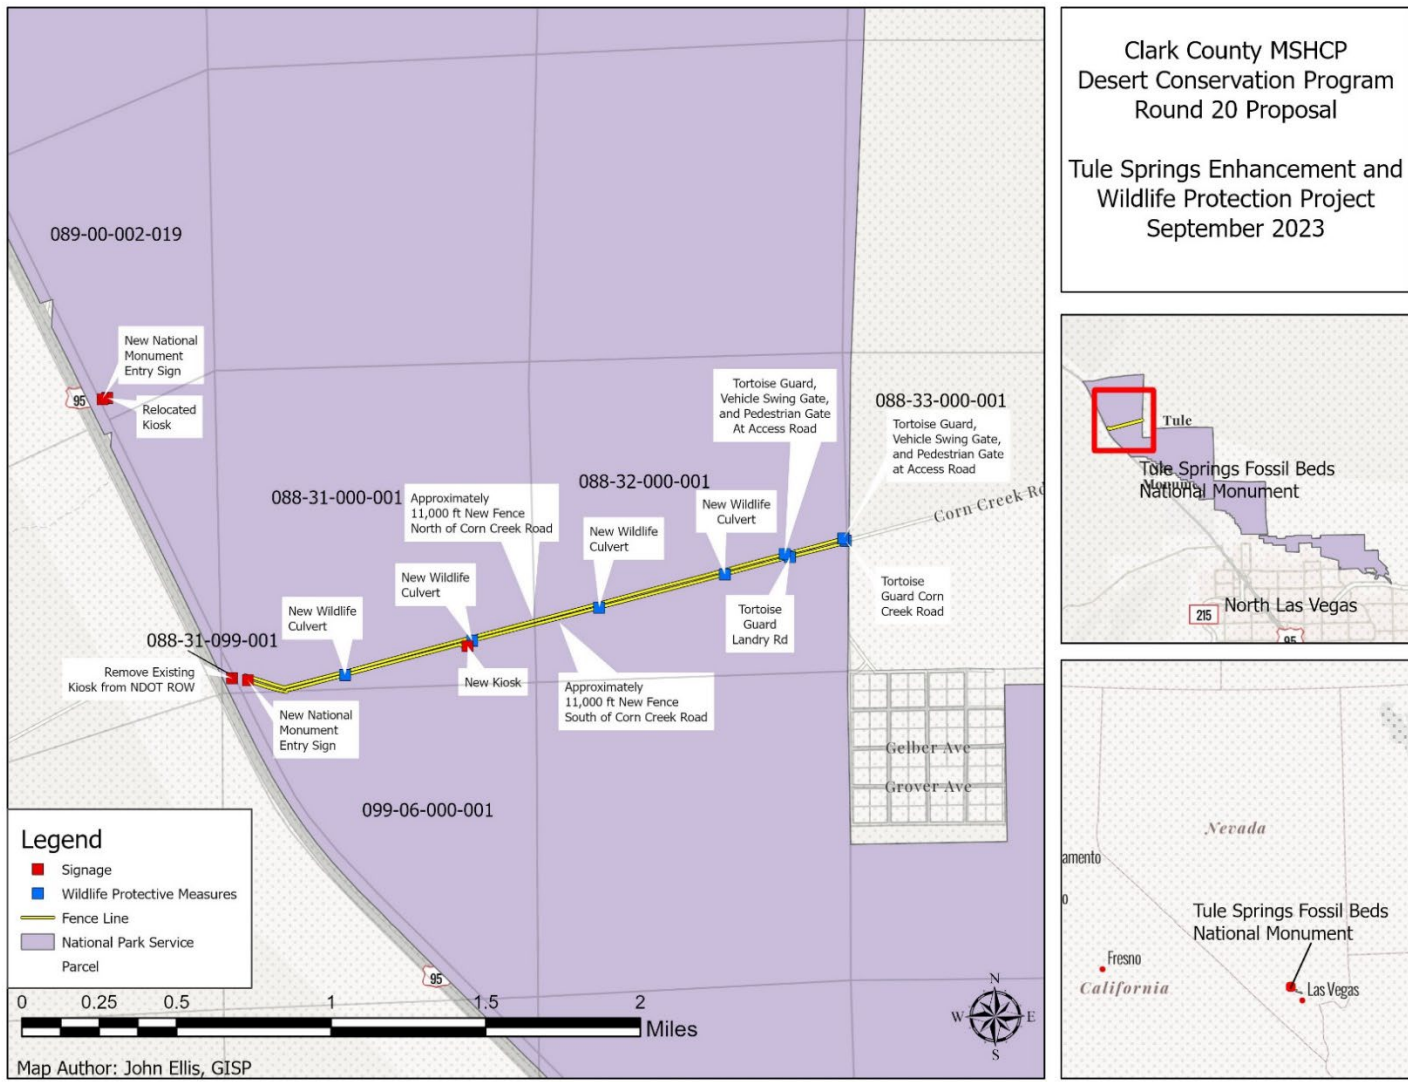 Clark County MSHCP
Desert Conservation Program
Round 20 Proposal
Tule Springs Enhancement and
Wildlife Protection Project
September 2023
089-00-002-019
New National
Monument
Entry Sign
95
Relocated
Kiosk
088-31-000-001
Approximately
11,000 ft New Fence
North of Corn Creek Road
088-32-000-001
Tortoise Guard,
Vehicle Swing Gate,
and Pedestrian Gate
At Access Road
088-33-000-001
Tortoise Guard,
Vehicle Swing Gate,
and Pedestrian Gate
at Access Road
New Wildlife
Culvert
New Wildlife
Culvert
Corn Creek Rd
New Wildlife
Culvert
New Wildlife
Culvert
Tortoise
Guard Corn
Creek Road
Tortoise
Guard
Landry Rd
088-31-099-001
Remove Existing
Kiosk from NDOT ROW
New Kiosk
New National
Monument
Entry Sign
Approximately
11,000 ft New Fence
South of Corn Creek Road
Gelber Ave
Grover Ave
099-06-000-001
95
Legend
Signage
Wildlife Protective Measures
Fence Line
National Park Service
Parcel
0 0.25 0.5 1 1.5 2
Miles
N
W E
S
Map Author: John Ellis, GISP
Tule
Tule Springs Fossil Beds
National Monument
Monume
North Las Vegas
215
95
Nevada
amento
o
Tule Springs Fossil Beds
National Monument
Fresno
California
Las Vegas